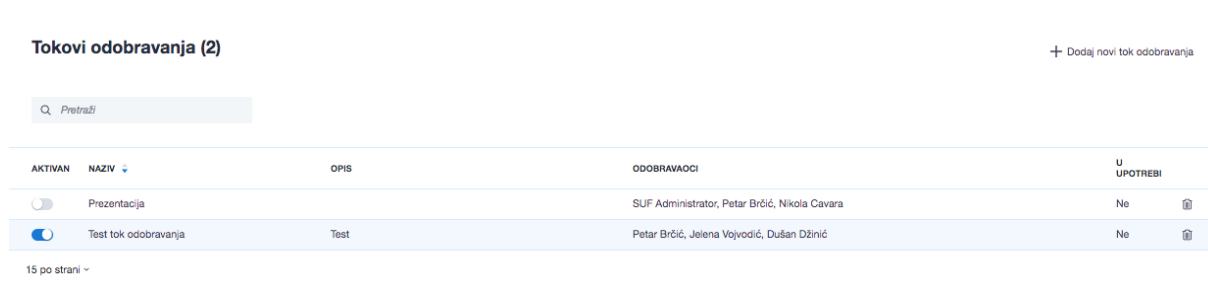 Tokovi odobravanja (2)
Dodaj novi tok odobravanja
Pretraži
AKTIVAN NAZIV OPIS ODOBRAVAOCI U UPOTREBI
Prezentacija SUF Administrator, Petar Brčić, Nikola Cavara Ne
Test tok odobravanja Test Petar Brčić, Jelena Vojvodić, Dušan Džinić Ne
15 po strani